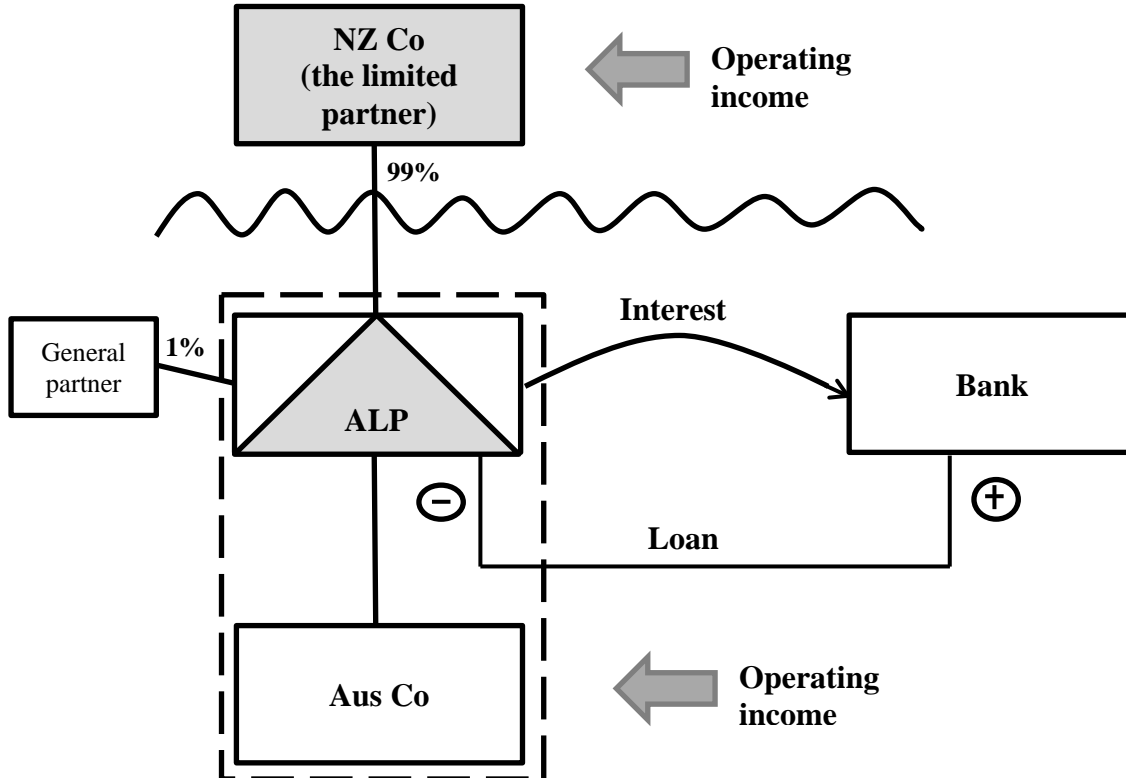 NZ Co
(the limited
partner)
Operating
income
99%
Interest
General
partner
1%
ALP
Bank
−
+
Loan
Aus Co
Operating
income